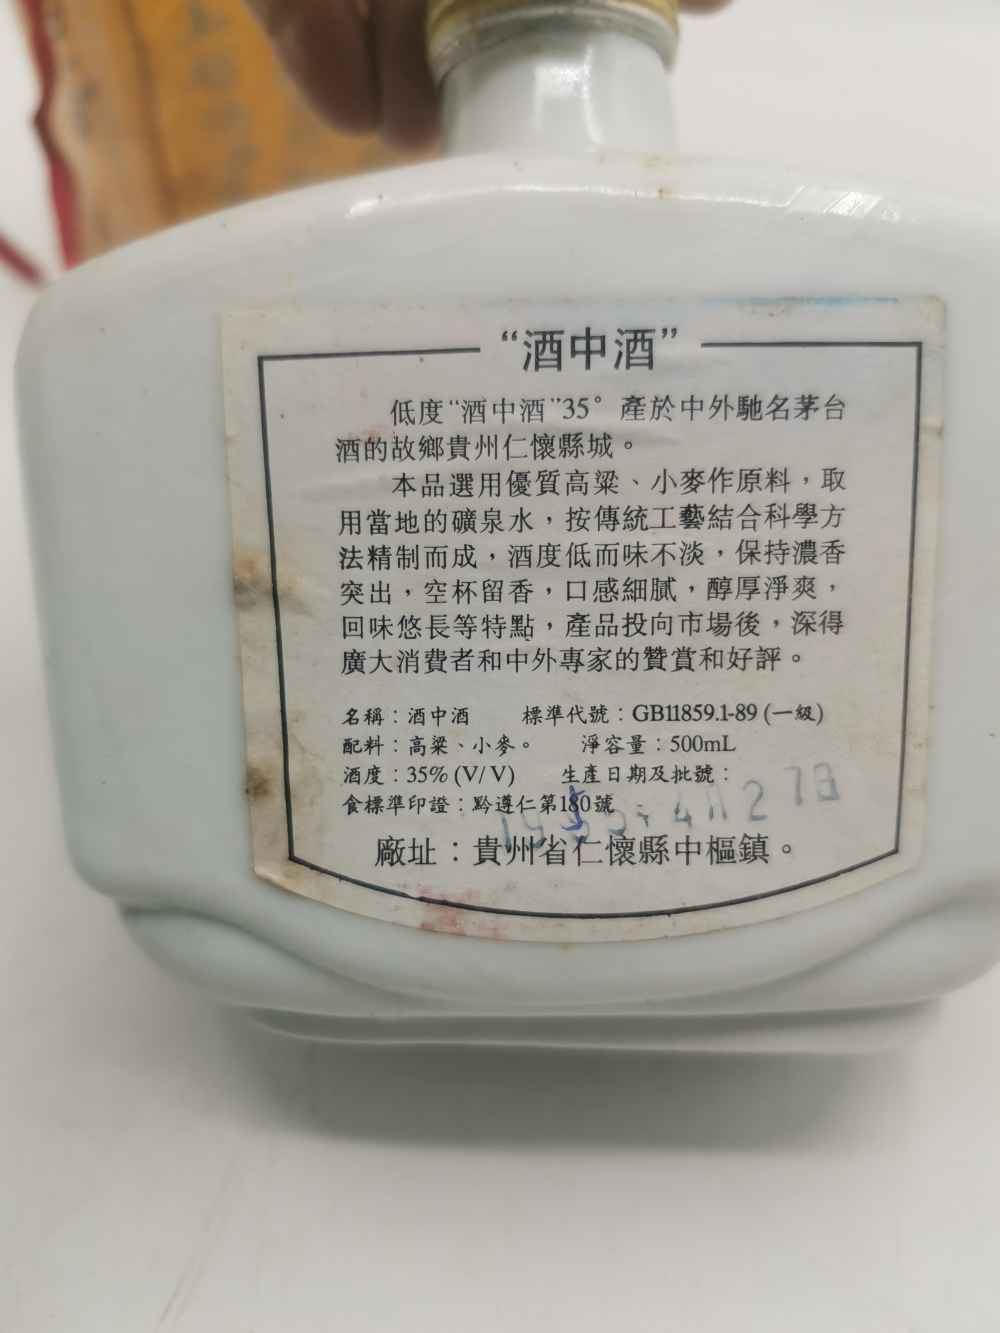 “酒中酒”
低度“酒中酒”35° 產於中外馳名茅台
酒的故鄉貴州仁懷縣城。
本品選用優質高粱、小麥作原料，取
用當地的礦泉水，按傳統工藝結合科學方
法精制而成，酒度低而味不淡，保持濃香
突出，空杯留香，口感細膩，醇厚淨爽，
回味悠長等特點，產品投向市場後，深得
廣大消費者和中外專家的贊賞和好評。
名稱：酒中酒 標準代號：GB11859.1-89 (一級)
配料：高粱、小麥。 淨容量：500mL
酒度：35% (V/V) 生產日期及批號：
食標準印證：黔遵仁第180號
4月27日
廠址：貴州省仁懷縣中樞鎮。